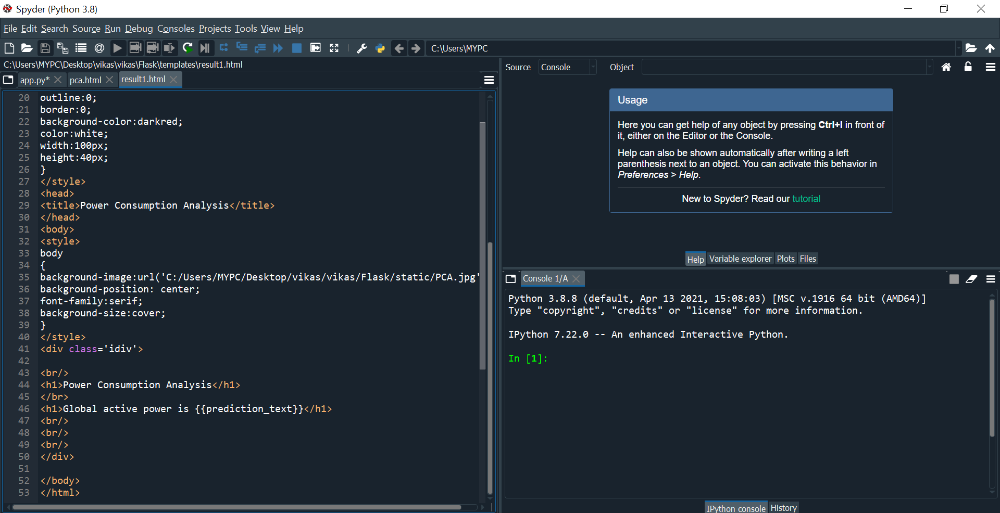 Spyder (Python 3.8)
File Edit Search Source Run Debug Consoles Projects Tools View Help
C:\Users\MYPC
C:\Users\MYPC\Desktop\vikas\vikas\Flask\templates\result1.html
app.py* pca.html result1.html
20 outline:0;
21 border:0;
22 background-color:darkred;
23 color:white;
24 width:100px;
25 height:40px;
26 }
27 </style>
28 <head>
29 <title>Power Consumption Analysis</title>
30 </head>
31 <body>
32 <style>
33 body
34 {
35 background-image:url('C:/Users/MYPC/Desktop/vikas/vikas/Flask/static/PCA.jpg'
36 background-position: center;
37 font-family:serif;
38 background-size:cover;
39 }
40 </style>
41 <div class='idiv'>
42
43 <br/>
44 <h1>Power Consumption Analysis</h1>
45 </br>
46 <h1>Global active power is {{prediction_text}}</h1>
47 <br/>
48 <br/>
49 <br/>
50 </div>
51
52 </body>
53 </html>
Source Console Object
Usage
Here you can get help of any object by pressing Ctrl+I in front of
it, either on the Editor or the Console.
Help can also be shown automatically after writing a left
parenthesis next to an object. You can activate this behavior in
Preferences > Help.
New to Spyder? Read our tutorial
Help Variable explorer Plots Files
Console 1/A
Python 3.8.8 (default, Apr 13 2021, 15:08:03) [MSC v.1916 64 bit (AMD64)]
Type "copyright", "credits" or "license" for more information.
IPython 7.22.0 -- An enhanced Interactive Python.
In [1]:
IPython console History